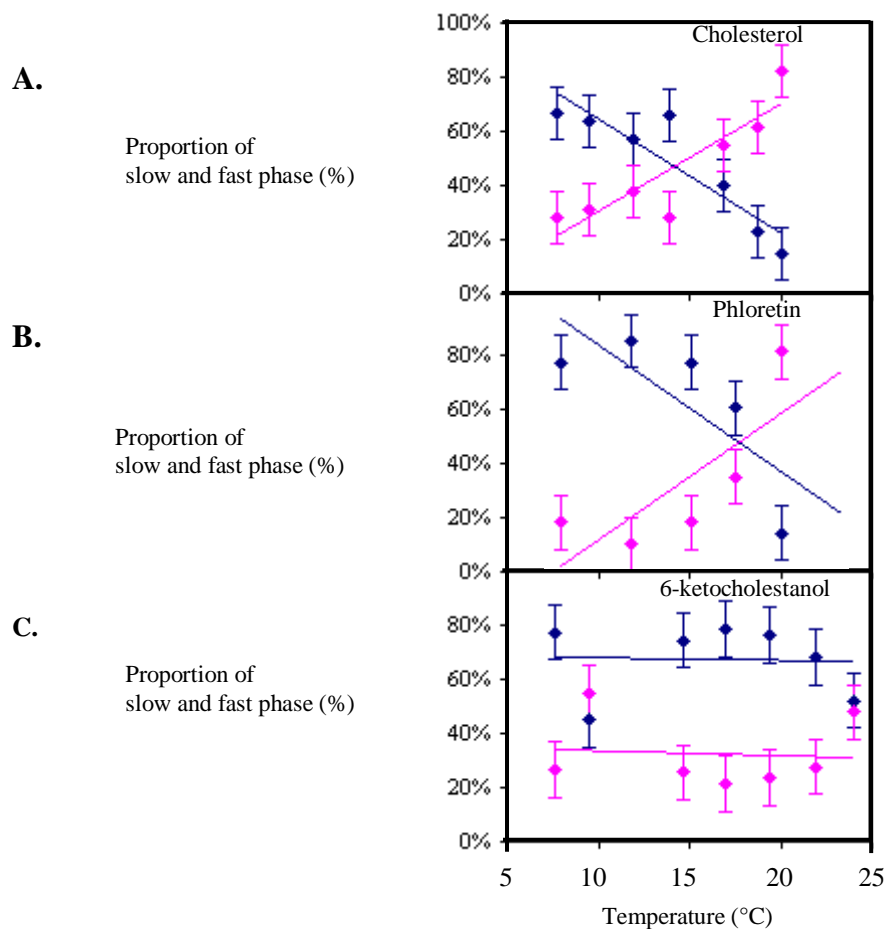 100%
Cholesterol
A.
80%
Proportion of
slow and fast phase (%)
60%
40%
20%
0%
Phloretin
B.
80%
60%
Proportion of
slow and fast phase (%)
40%
20%
0%
6-ketocholestanol
C.
80%
Proportion of
slow and fast phase (%)
60%
40%
20%
0%
5 10 15 20 25
Temperature (°C)